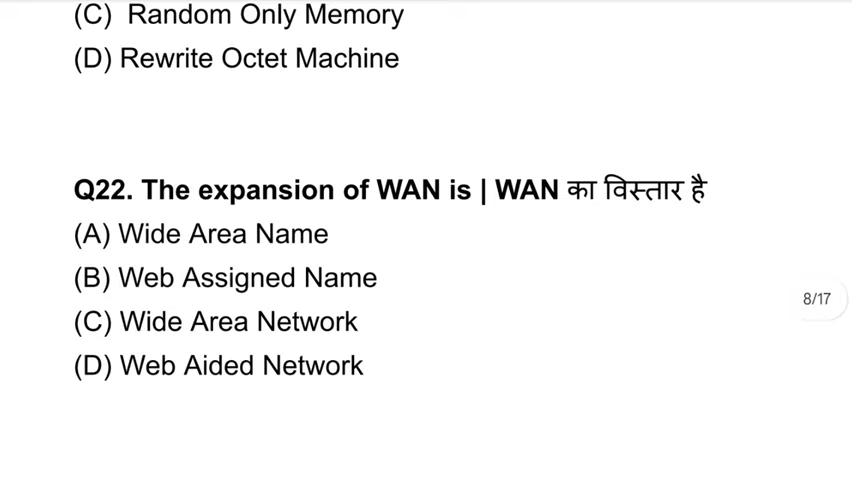 (C) Random Only Memory
(D) Rewrite Octet Machine
Q22. The expansion of WAN is | WAN का विस्तार है
(A) Wide Area Name
(B) Web Assigned Name
8/17
(C) Wide Area Network
(D) Web Aided Network